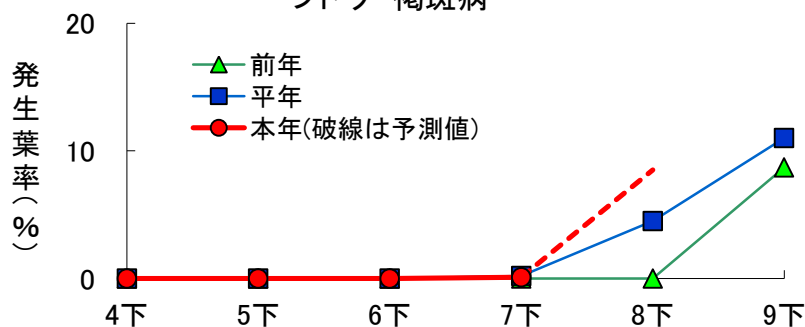 褐斑病
20
10
0
発生葉率(%)
前年
平年
本年(破線は予測値)
4下 5下 6下 7下 8下 9下